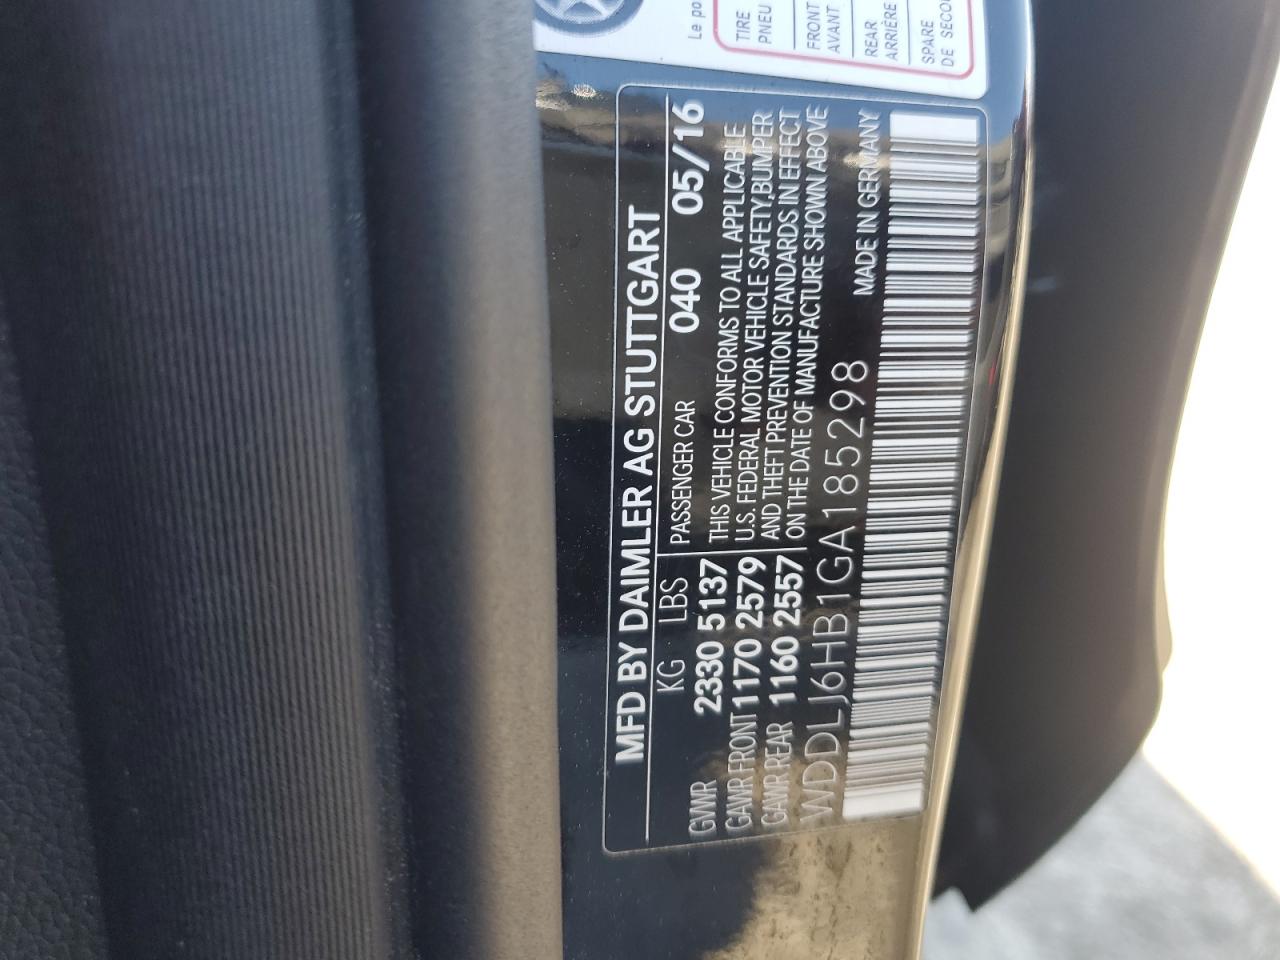 Le po
TIRE
PNEU
FRONT
AVANT
REAR
ARRIÈRE
SPARE
DE SECOU
MFD BY DAIMLER AG STUTTGART
KG LBS PASSENGER CAR 040 05/16
GVWR 2330 5137 THIS VEHICLE CONFORMS TO ALL APPLICABLE
GAWR FRONT 1170 2579 U.S. FEDERAL MOTOR VEHICLE SAFETY,BUMPER
GAWR REAR 1160 2557 AND THEFT PREVENTION STANDARDS IN EFFECT
ON THE DATE OF MANUFACTURE SHOWN ABOVE
WDDLJ6HB1GA185298 MADE IN GERMANY